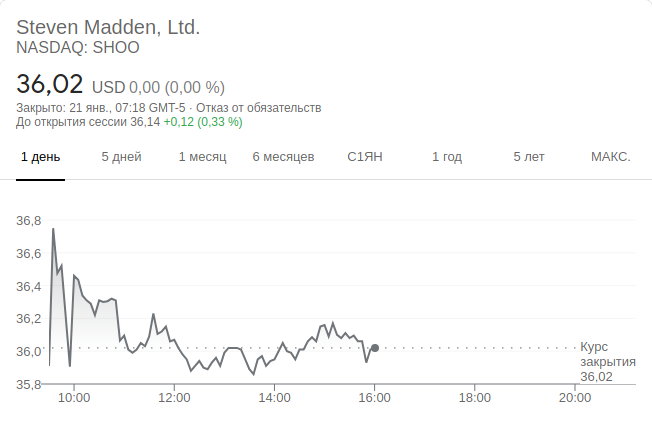 Steven Madden, Ltd.
NASDAQ: SHOO
36,02 USD 0,00 (0,00 %)
Закрыто: 21 янв., 07:18 GMT-5 · Отказ от обязательств
До открытия сессии 36,14 +0,12 (0,33 %)
1 день 5 дней 1 месяц 6 месяцев С1ЯН 1 год 5 лет МАКС.
36,8
36,6
36,4
36,2
36,0
35,8
Курс
закрытия
36,02
10:00 12:00 14:00 16:00 18:00 20:00